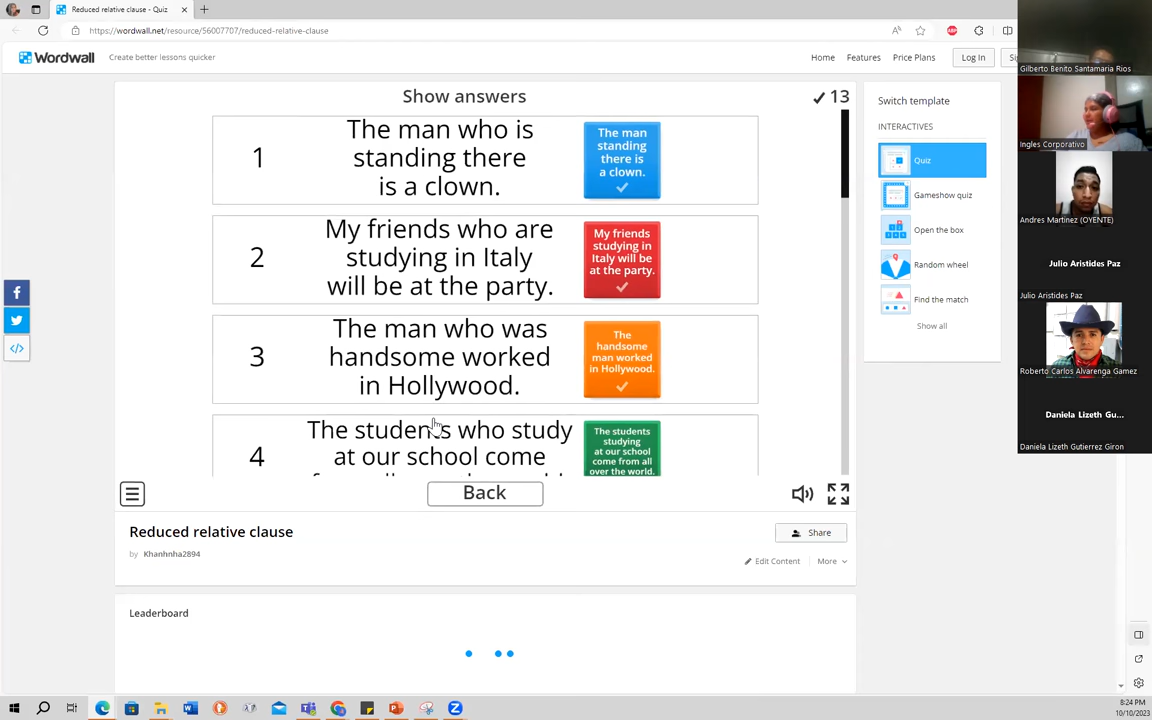 Reduced relative clause - Quiz
https://wordwall.net/resource/56007707/reduced-relative-clause
Wordwall
Create better lessons quicker
Home
Features
Price Plans
Log In
Show answers
13
1
The man who is
standing there
is a clown.
The man
standing
there is
a clown.
2
My friends who are
studying in Italy
will be at the party.
My friends
studying in
Italy will be
at the party.
3
The man who was
handsome worked
in Hollywood.
The
handsome
man worked
in Hollywood.
4
The students who study
at our school come
The students
studying
at our school
come from all
over the world.
Back
Reduced relative clause
by Khanhnha2894
Share
Edit Content
More
Leaderboard
Switch template
INTERACTIVES
Quiz
Gameshow quiz
Open the box
Random wheel
Find the match
Show all
Gilberto Benito Santamaria Rios
Ingles Corporativo
Andres Martinez (OYENTE)
Julio Aristides Paz
Julio Aristides Paz
Roberto Carlos Alvarenga Gamez
Daniela Lizeth Gu...
Daniela Lizeth Gutierrez Giron
8:24 PM
10/10/2023